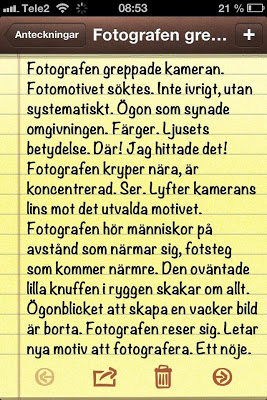 Tele2 08:53 21 %
Anteckningar Fotografen gre... +
Fotografen greppade kameran.
Fotomotivet söktes. Inte ivrigt, utan
systematiskt. Ögon som synade
omgivningen. Färger. Ljusets
betydelse. Där! Jag hittade det!
Fotografen kryper nära, är
koncentrerad. Ser. Lyfter kamerans
lins mot det utvalda motivet.
Fotografen hör människor på
avstånd som närmar sig, fotsteg
som kommer närmre. Den oväntade
lilla knuffen i ryggen skakar om allt.
Ögonblicket att skapa en vacker bild
är borta. Fotografen reser sig. Letar
nya motiv att fotografera. Ett nöje.